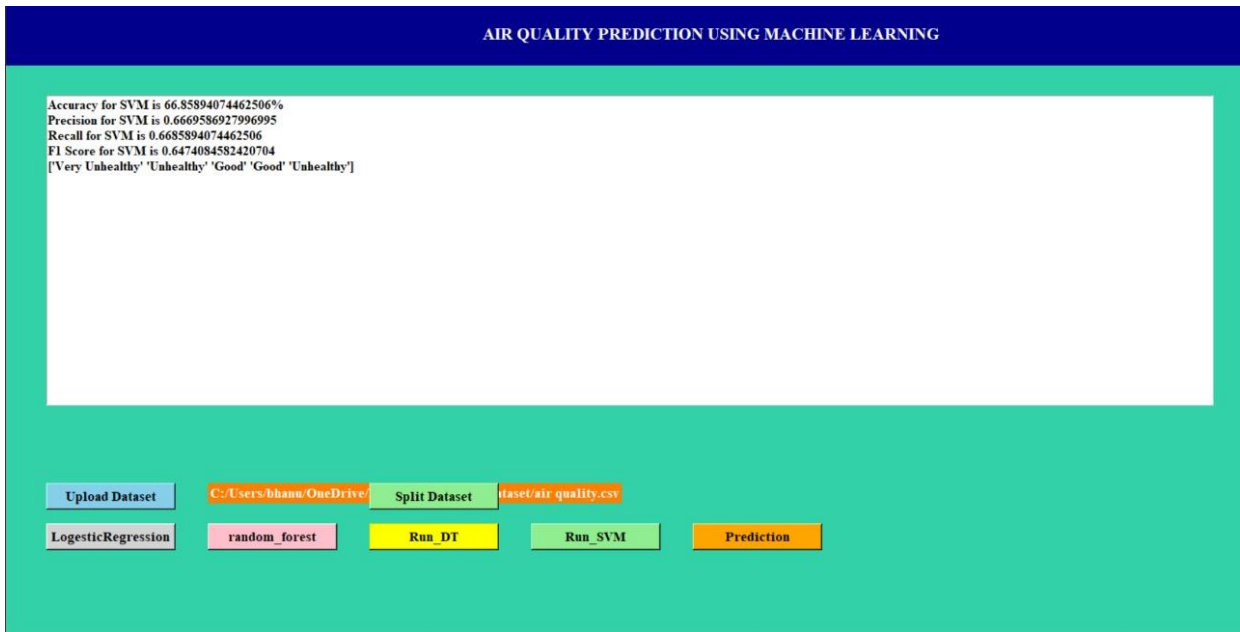 AIR QUALITY PREDICTION USING MACHINE LEARNING
Accuracy for SVM is 66.85894074462506%
Precision for SVM is 0.6669586927996995
Recall for SVM is 0.6685894074462506
F1 Score for SVM is 0.6474084582420704
['Very Unhealthy' 'Unhealthy' 'Good' 'Good' 'Unhealthy']
Upload Dataset
C:/Users/bhanu/OneDrive/
Split Dataset
taset/air quality.csv
LogesticRegression
random_forest
Run_DT
Run_SVM
Prediction